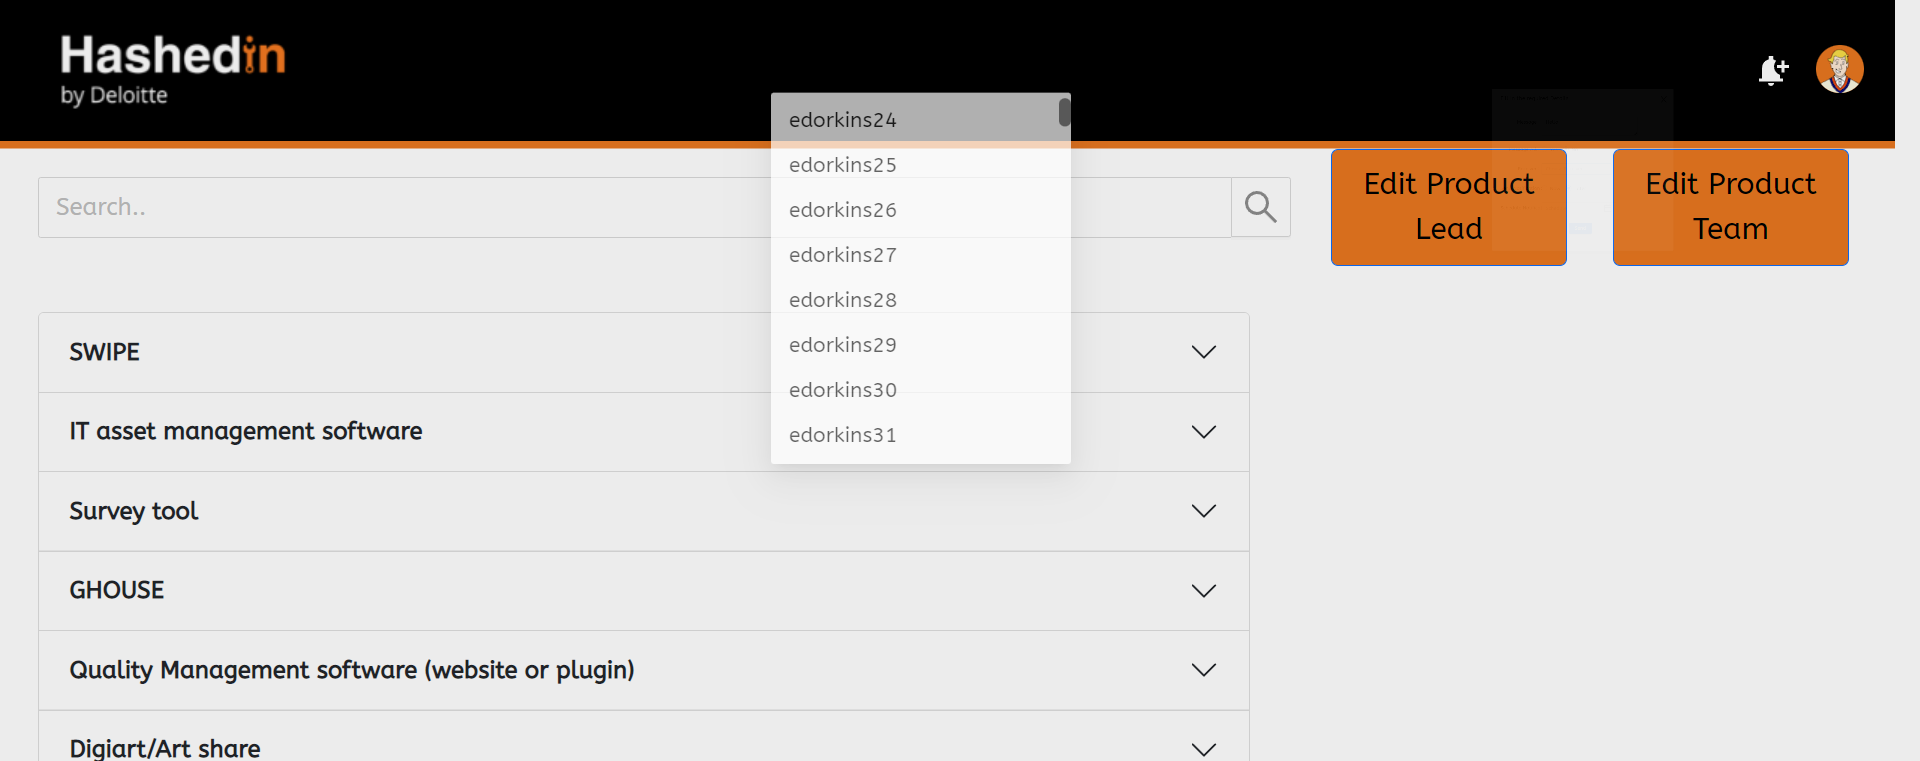 Hashedin
by Deloitte
edorkins24
edorkins25
edorkins26
edorkins27
edorkins28
edorkins29
edorkins30
edorkins31
Search..
Edit Product
Lead
Edit Product
Team
SWIPE
IT asset management software
Survey tool
GHOUSE
Quality Management software (website or plugin)
Digiart/Art share